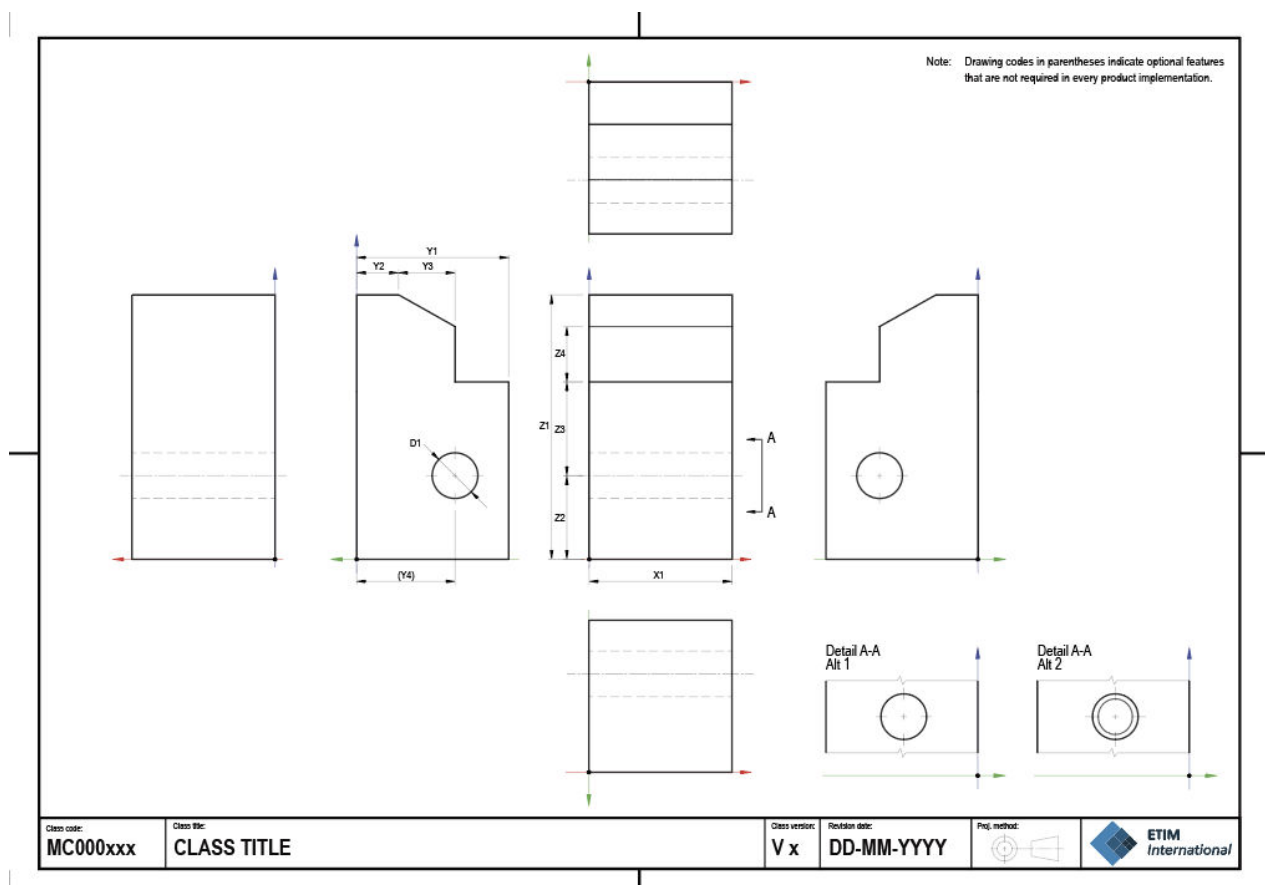 Note: Drawing codes in parentheses indicate optional features
that are not required in every product implementation.
Y1
Y2 Y3
Z4
Z1 Z3
D1
A
Z2
A
(Y4)
X1
Detail A-A
Alt 1
Detail A-A
Alt 2
Class code:
MC000xxx
Class title:
CLASS TITLE
Class version:
V x
Revision date:
DD-MM-YYYY
Proj. method:
ETIM
International